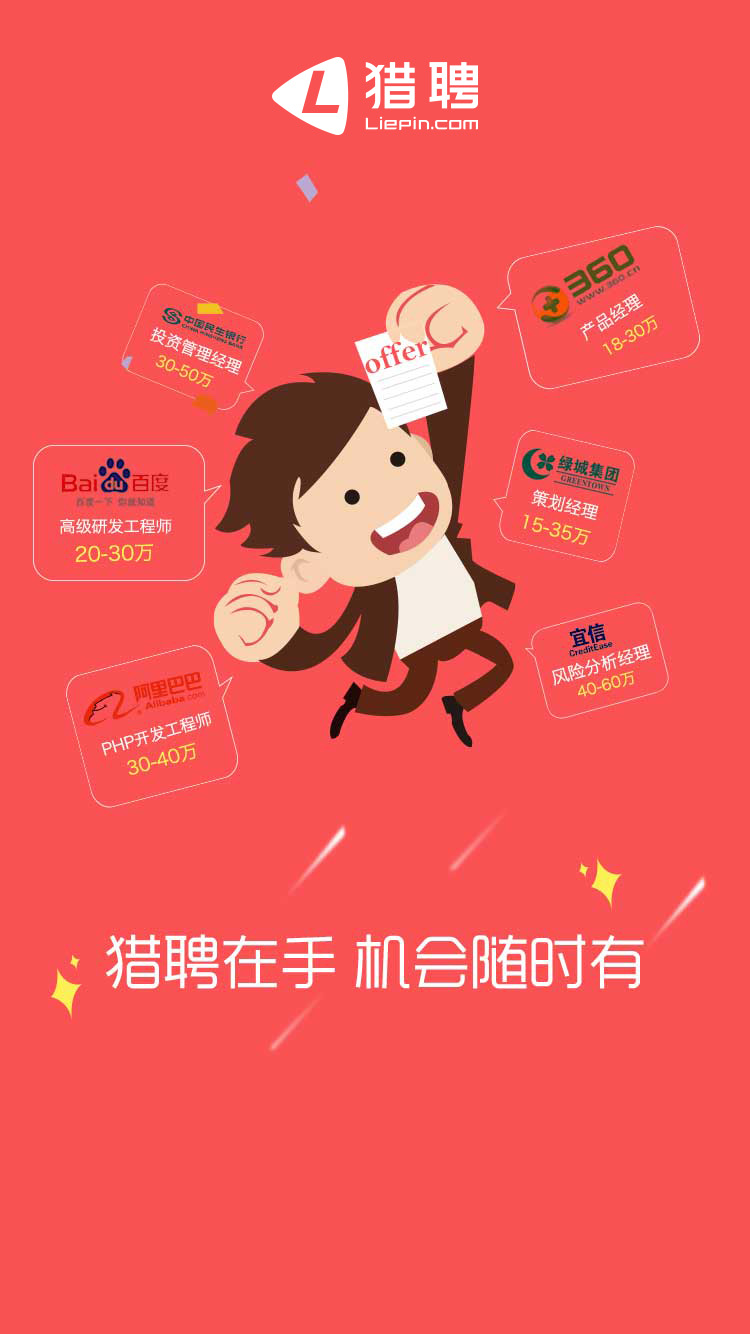 猎聘
Liepin.com
360
www.360.cn
产品经理
18-30万
中国民生银行
CHINA MINSHENG BANK
投资管理经理
30-50万
offer
Bai du 百度
百度一下 你就知道
高级研发工程师
20-30万
绿城集团
GREENTOWN
策划经理
15-35万
宜信
CreditEase
风险分析经理
40-60万
阿里巴巴
Alibaba.com
PHP开发工程师
30-40万
猎聘在手 机会随时有